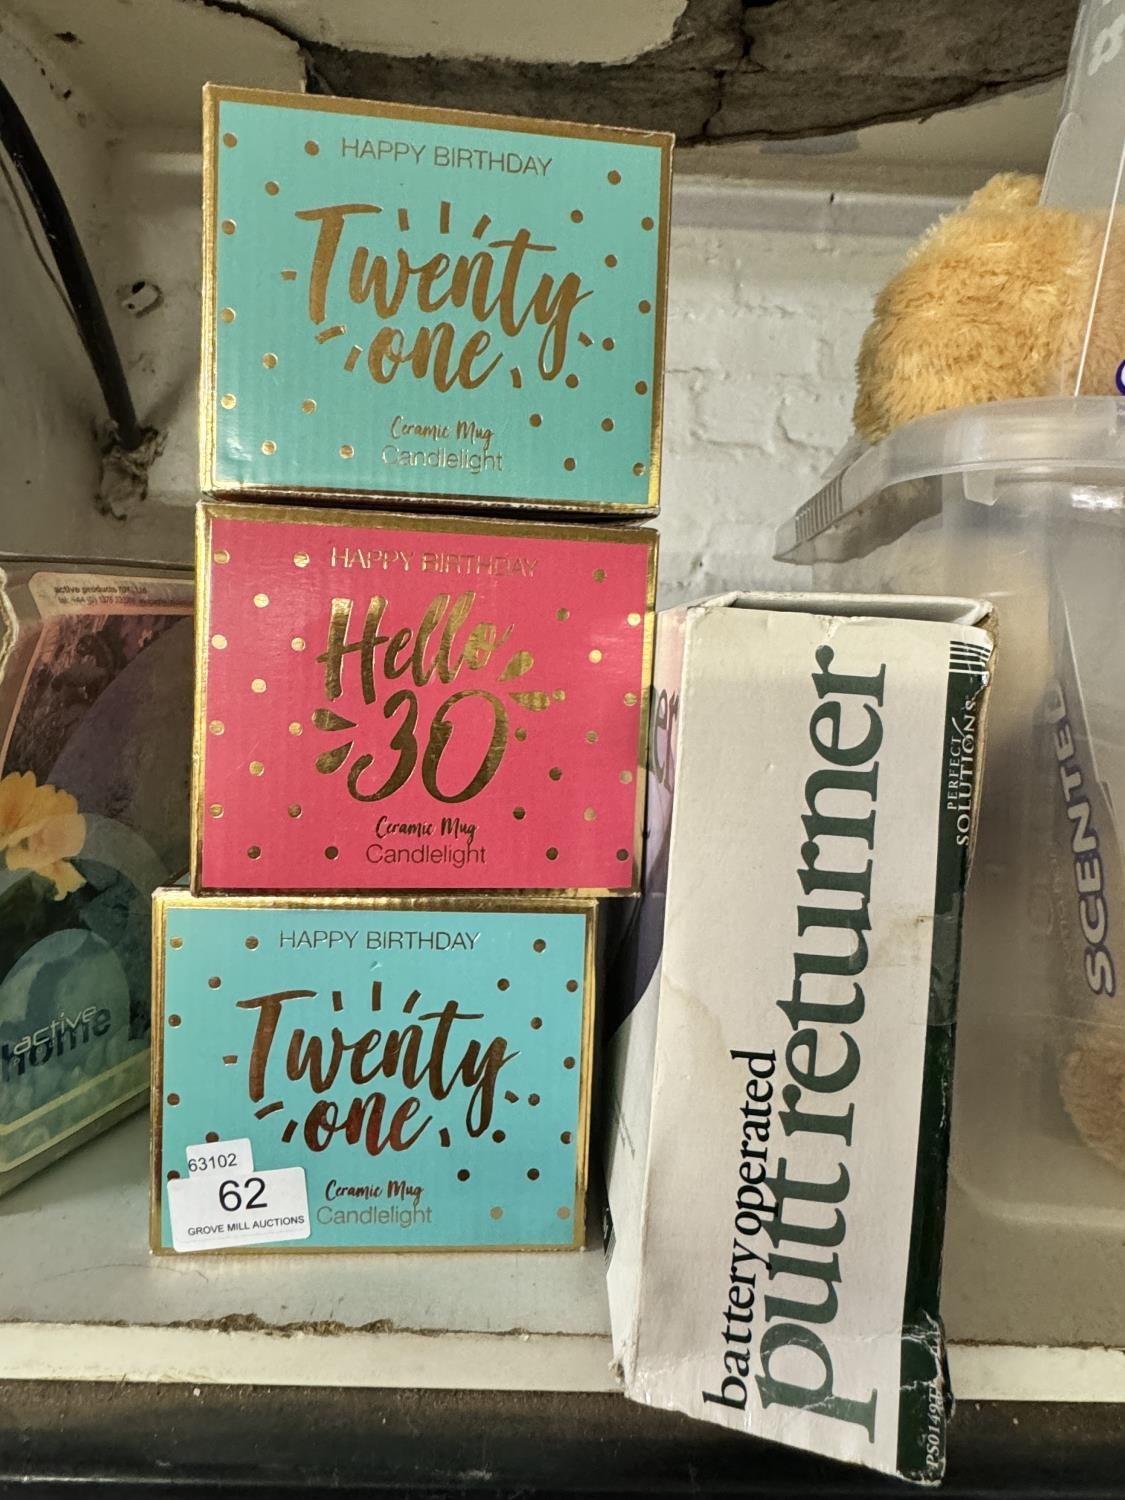 HAPPY BIRTHDAY
Twenty
one
Ceramic Mug
Candlelight
HAPPY BIRTHDAY
Hello
30
Ceramic Mug
Candlelight
HAPPY BIRTHDAY
Twenty
one
Ceramic Mug
Candlelight
63102
62
GROVE MILL AUCTIONS
battery operated
putt returner
PERFECT
SOLUTIONS
active
home
SCENTED